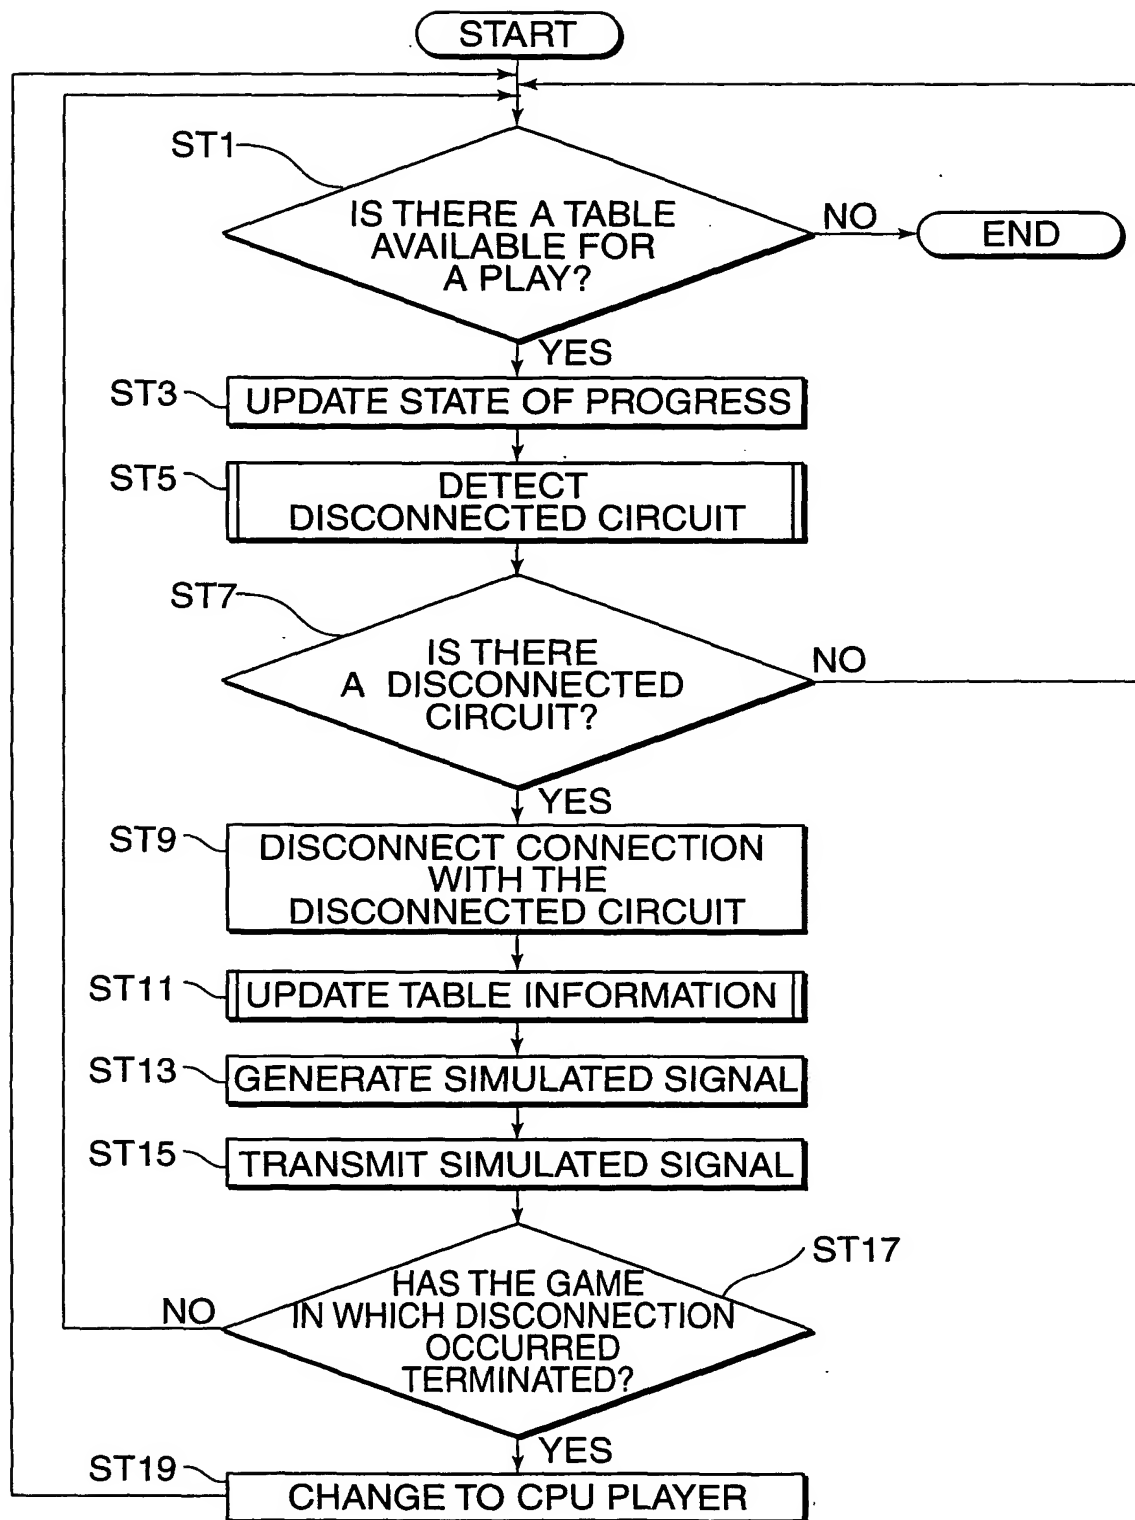 START
ST1
IS THERE A TABLE
AVAILABLE FOR
A PLAY?
NO
END
YES
ST3
UPDATE STATE OF PROGRESS
ST5
DETECT
DISCONNECTED CIRCUIT
ST7
IS THERE
A DISCONNECTED
CIRCUIT?
NO
YES
ST9
DISCONNECT CONNECTION
WITH THE
DISCONNECTED CIRCUIT
ST11
UPDATE TABLE INFORMATION
ST13
GENERATE SIMULATED SIGNAL
ST15
TRANSMIT SIMULATED SIGNAL
ST17
HAS THE GAME
IN WHICH DISCONNECTION
OCCURRED
TERMINATED?
NO
YES
ST19
CHANGE TO CPU PLAYER